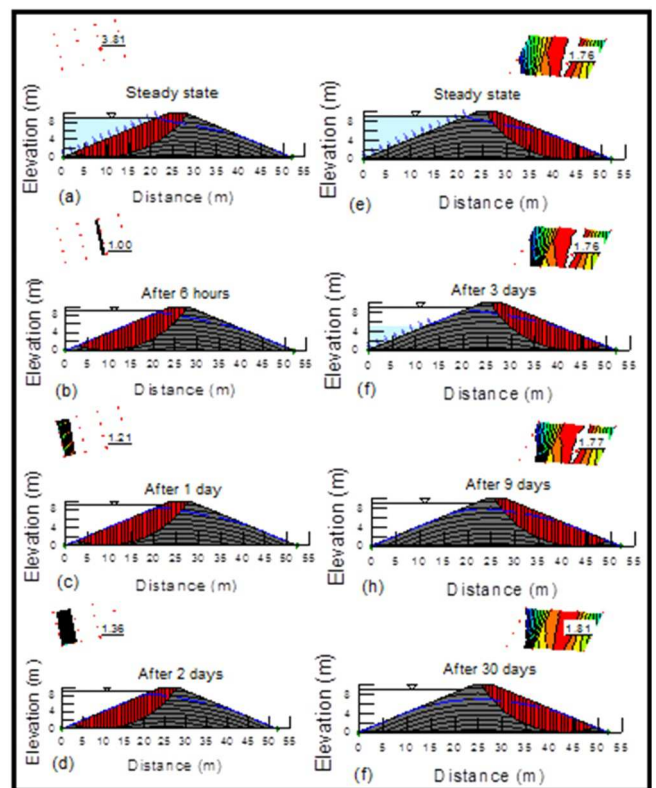 3.81
Steady state
Elevation (m)
8
4
0
0 5 10 15 20 25 30 35 40 45 50 55
(a)
Distance (m)
1.76
Steady state
Elevation (m)
8
4
0
0 5 10 15 20 25 30 35 40 45 50 55
(e)
Distance (m)
1.00
After 6 hours
Elevation (m)
8
4
0
0 5 10 15 20 25 30 35 40 45 50 55
(b)
Distance (m)
1.76
After 3 days
Elevation (m)
8
4
0
0 5 10 15 20 25 30 35 40 45 50 55
(f)
Distance (m)
1.21
After 1 day
Elevation (m)
8
4
0
0 5 10 15 20 25 30 35 40 45 50 55
(c)
Distance (m)
1.77
After 9 days
Elevation (m)
8
4
0
0 5 10 15 20 25 30 35 40 45 50 55
(h)
Distance (m)
1.36
After 2 days
Elevation (m)
8
4
0
0 5 10 15 20 25 30 35 40 45 50 55
(d)
Distance (m)
1.81
After 30 days
Elevation (m)
8
4
0
0 5 10 15 20 25 30 35 40 45 50 55
(f)
Distance (m)